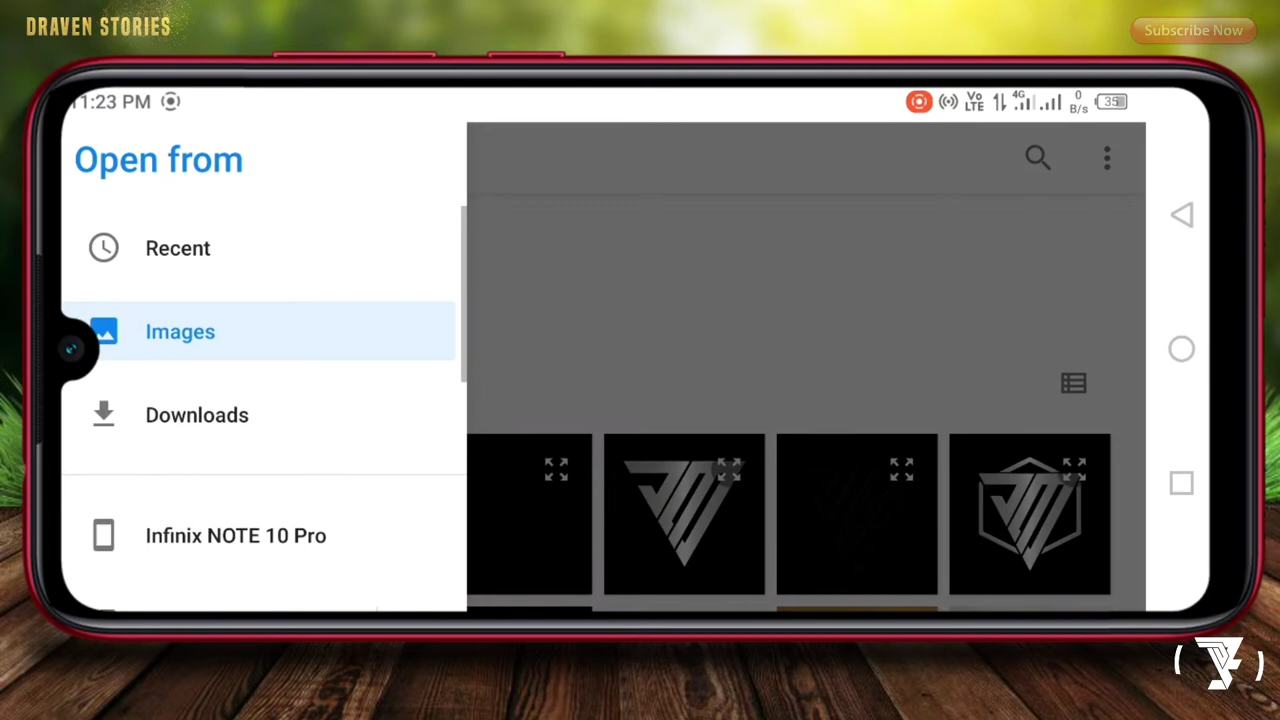 DRAVEN STORIES
Subscribe Now
11:23 PM
Vo
LTE
4G
0
B/s
35
Open from
Recent
Images
Downloads
Infinix NOTE 10 Pro